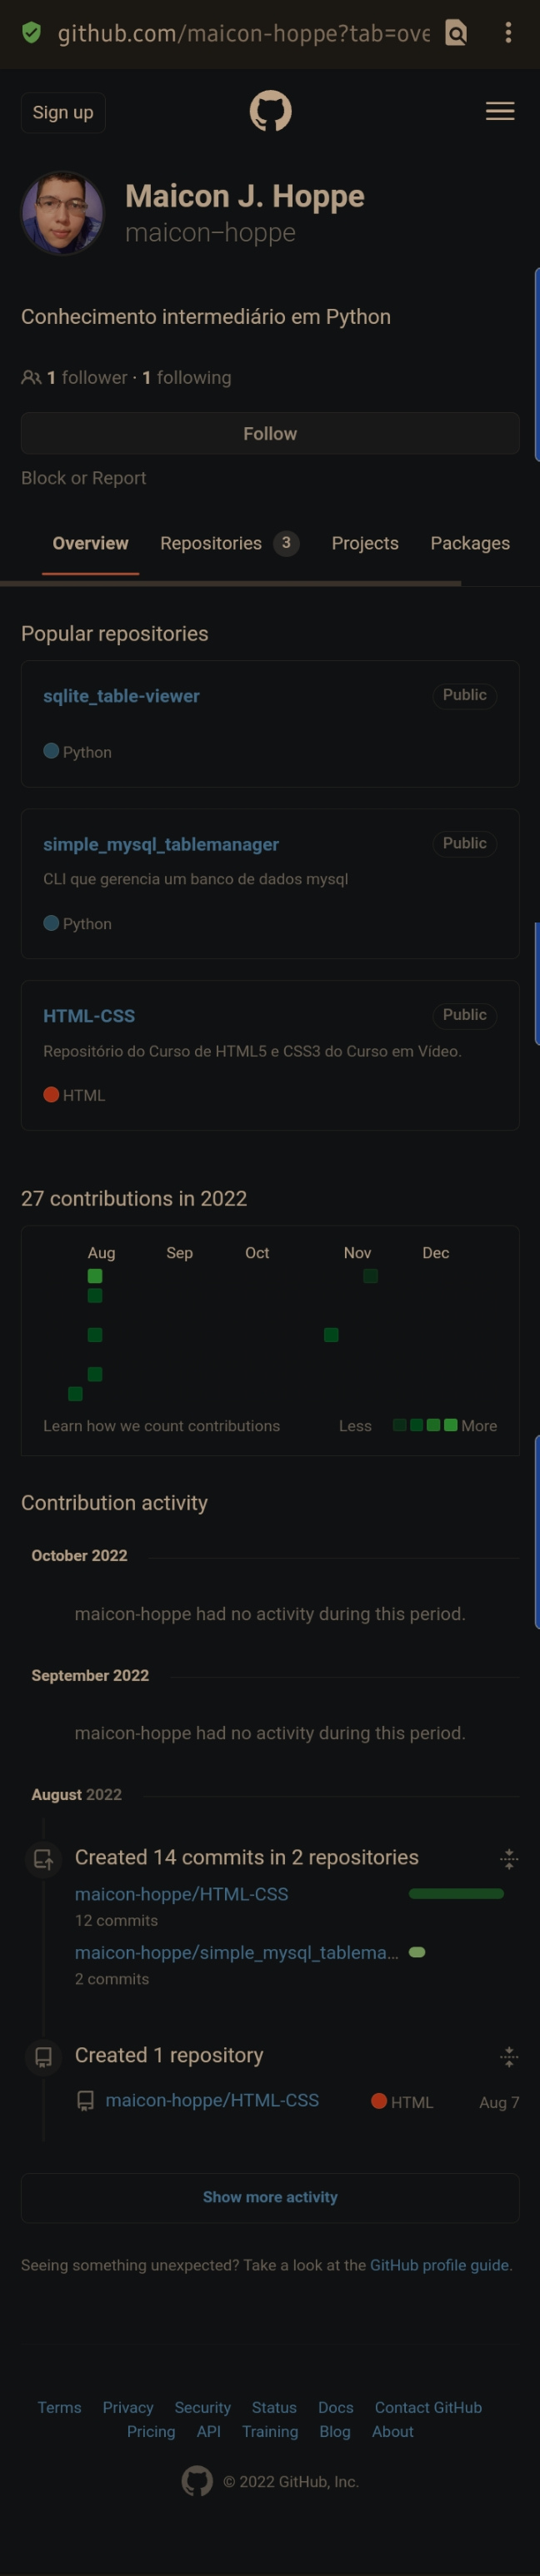 github.com/maicon-hoppe?tab=ove
Sign up
Maicon J. Hoppe
maicon-hoppe
Conhecimento intermediário em Python
1 follower · 1 following
Follow
Block or Report
Overview Repositories 3 Projects Packages
Popular repositories
sqlite_table-viewer Public
Python
simple_mysql_tablemanager Public
CLI que gerencia um banco de dados mysql
Python
HTML-CSS Public
Repositório do Curso de HTML5 e CSS3 do Curso em Vídeo.
HTML
27 contributions in 2022
Aug Sep Oct Nov Dec
Learn how we count contributions Less More
Contribution activity
October 2022
maicon-hoppe had no activity during this period.
September 2022
maicon-hoppe had no activity during this period.
August 2022
Created 14 commits in 2 repositories
maicon-hoppe/HTML-CSS
12 commits
maicon-hoppe/simple_mysql_tablema...
2 commits
Created 1 repository
maicon-hoppe/HTML-CSS HTML Aug 7
Show more activity
Seeing something unexpected? Take a look at the GitHub profile guide.
Terms Privacy Security Status Docs Contact GitHub
Pricing API Training Blog About
© 2022 GitHub, Inc.